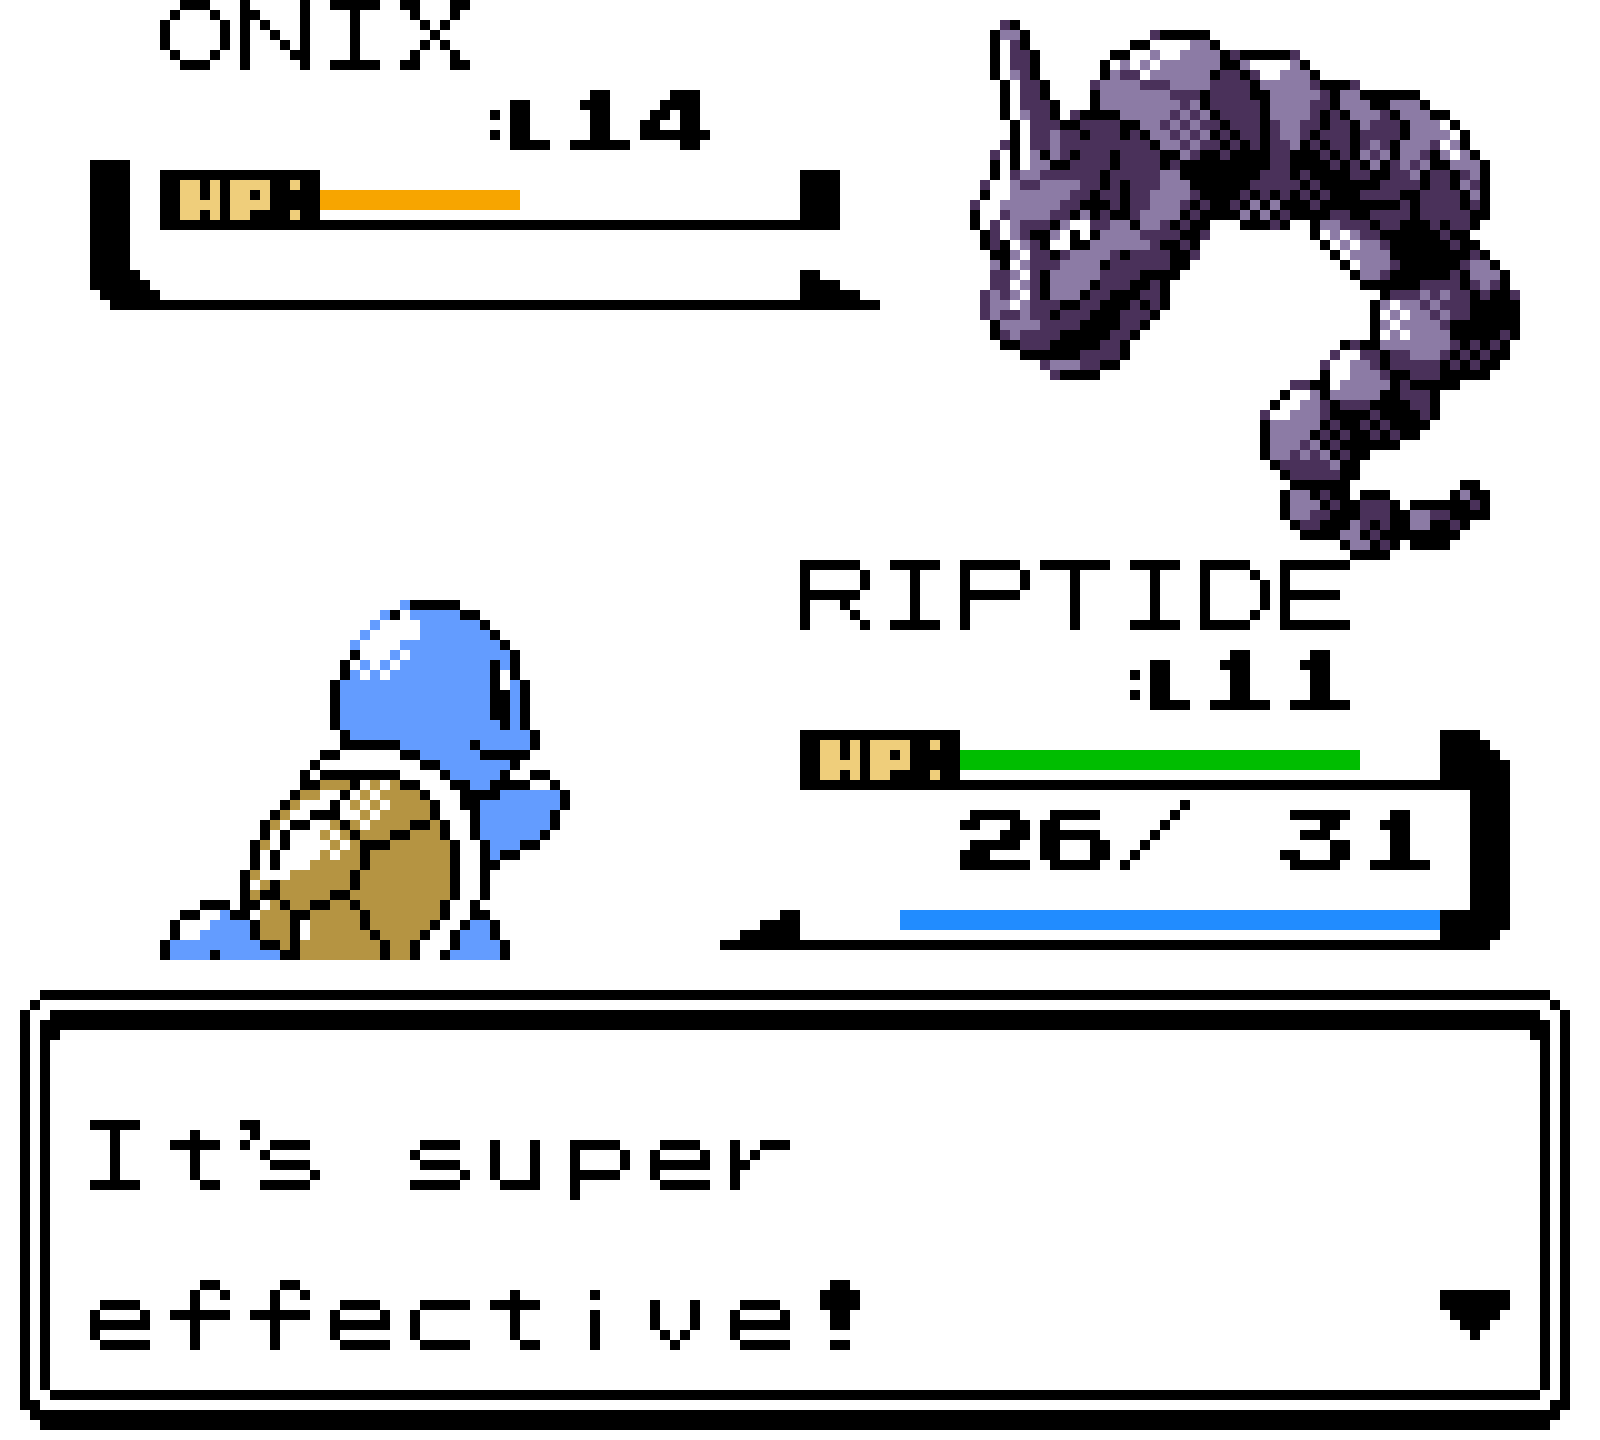 ONIX
:L14
HP:
RIPTIDE
:L11
HP:
26/ 31
It's super
effective!